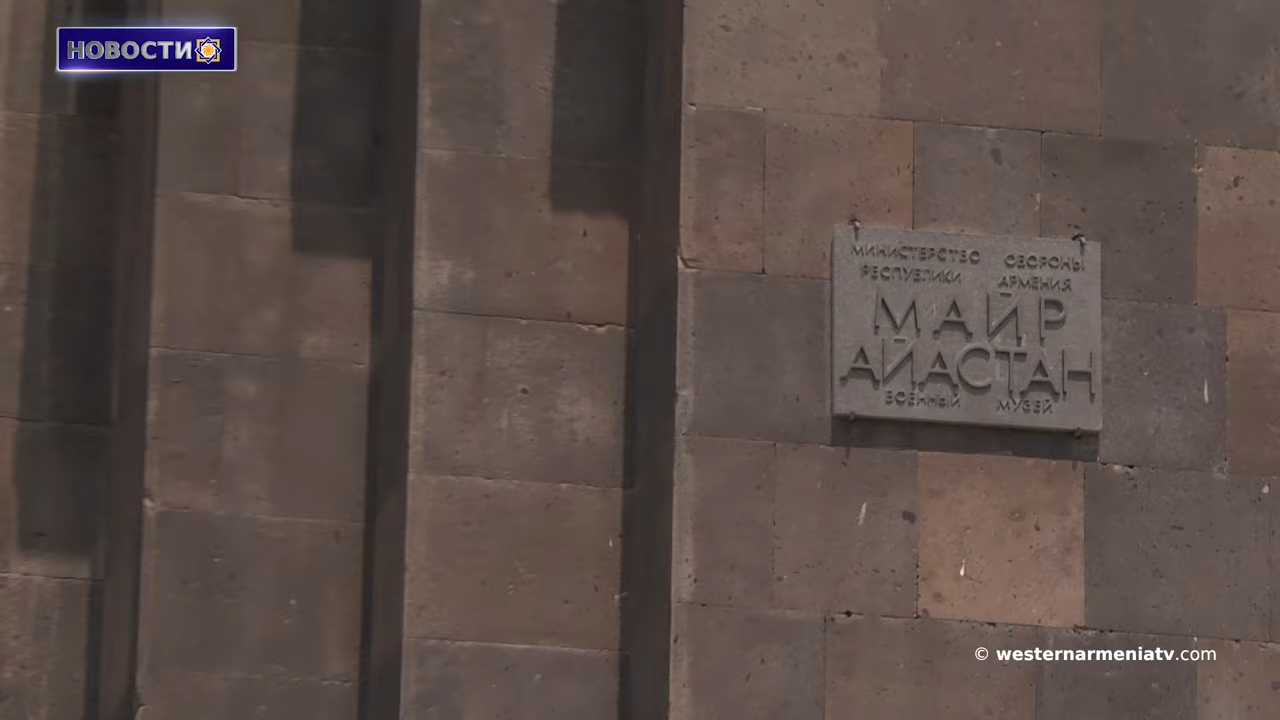 НОВОСТИ
МИНИСТЕРСТВО ОБОРОНЫ
РЕСПУБЛИКИ АРМЕНИЯ
МАЙР
АЙАСТАН
ВОЕННЫЙ МУЗЕЙ
© westernarmeniatv.com